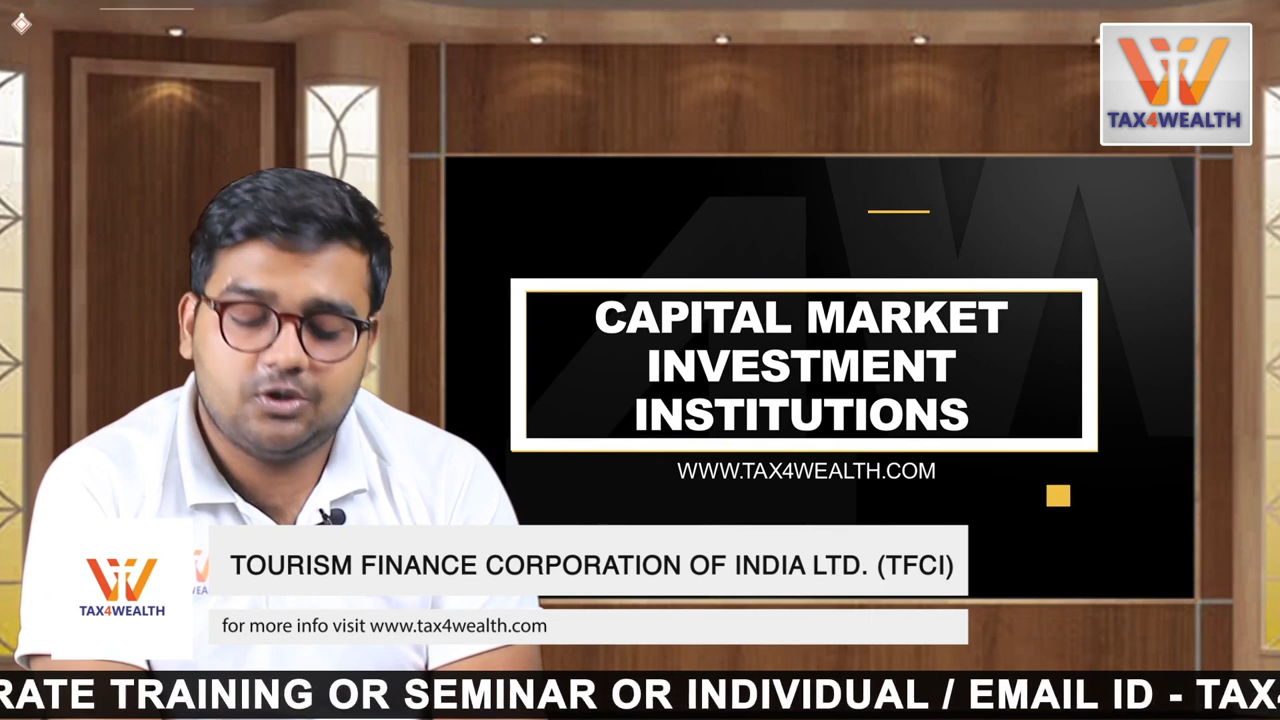 TAX4WEALTH
CAPITAL MARKET
INVESTMENT
INSTITUTIONS
WWW.TAX4WEALTH.COM
TOURISM FINANCE CORPORATION OF INDIA LTD. (TFCI)
TAX4WEALTH
for more info visit www.tax4wealth.com
RATE TRAINING OR SEMINAR OR INDIVIDUAL / EMAIL ID - TAX